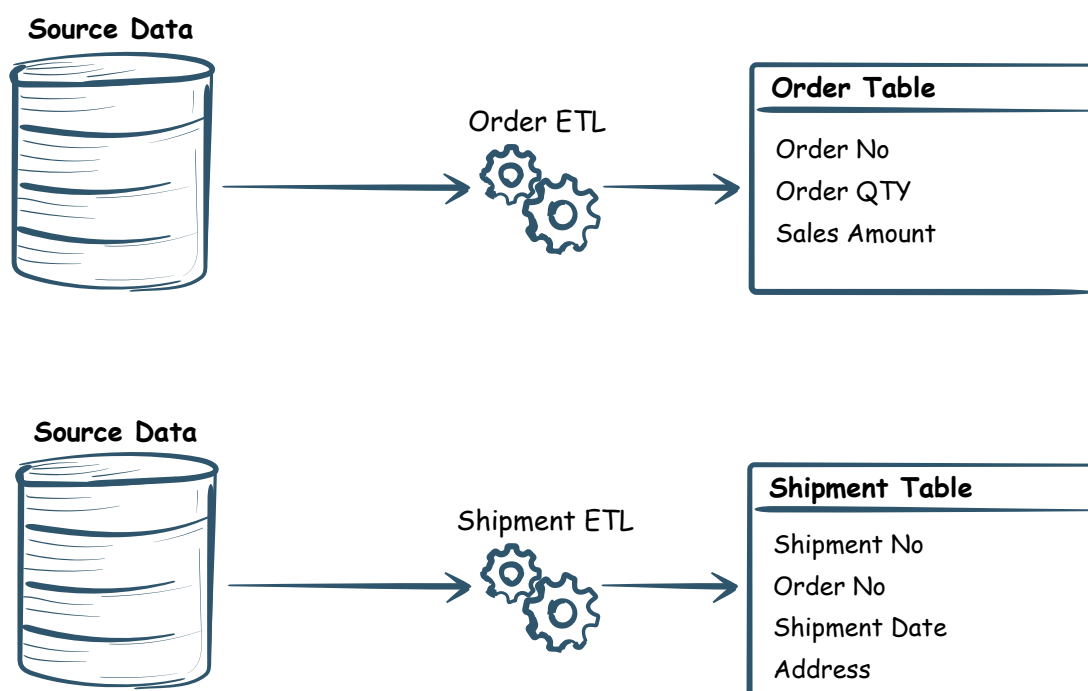 Source Data
Order ETL
Order Table
Order No
Order QTY
Sales Amount
Source Data
Shipment ETL
Shipment Table
Shipment No
Order No
Shipment Date
Address